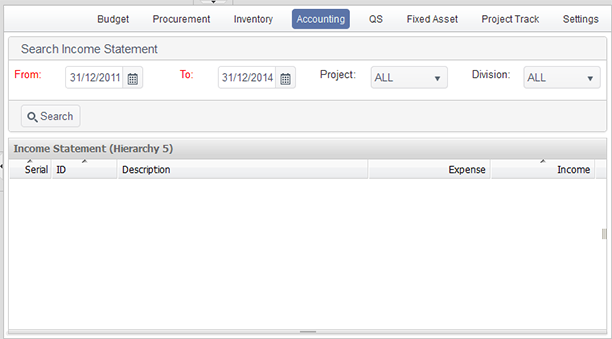 Budget Procurement Inventory Accounting QS Fixed Asset Project Track Settings
Search Income Statement
From: 31/12/2011 To: 31/12/2014 Project: ALL Division: ALL
Search
Income Statement (Hierarchy 5)
Serial ID Description Expense Income